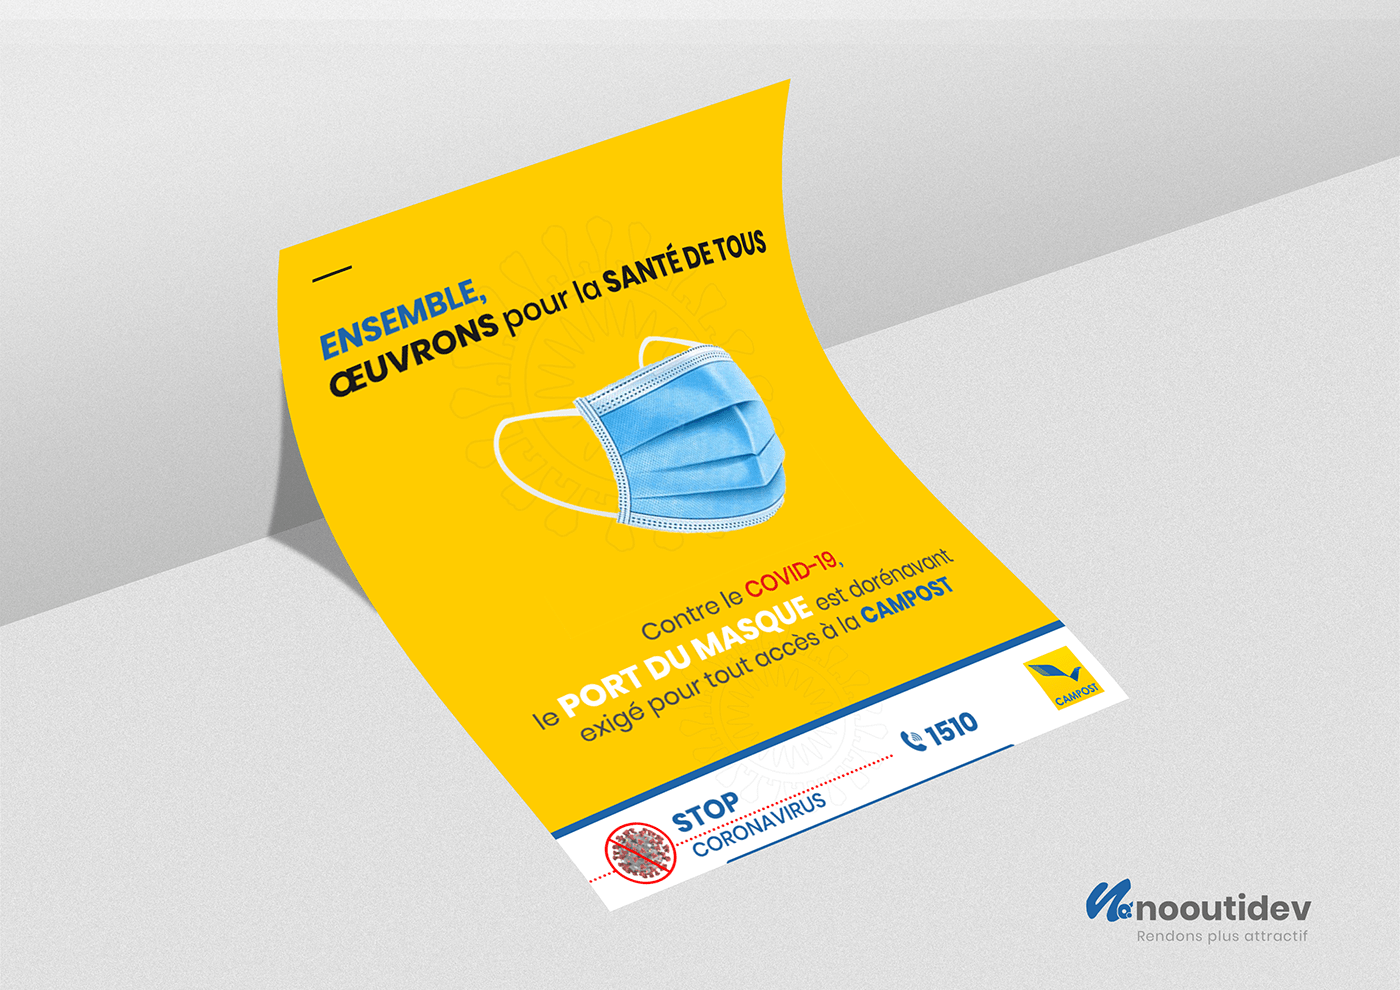 ENSEMBLE,
ŒUVRONS pour la SANTÉ DE TOUS
Contre le COVID-19,
le PORT DU MASQUE est dorénavant
exigé pour tout accès à la CAMPOST
CAMPOST
1510
STOP
CORONAVIRUS
nooutidev
Rendons plus attractif